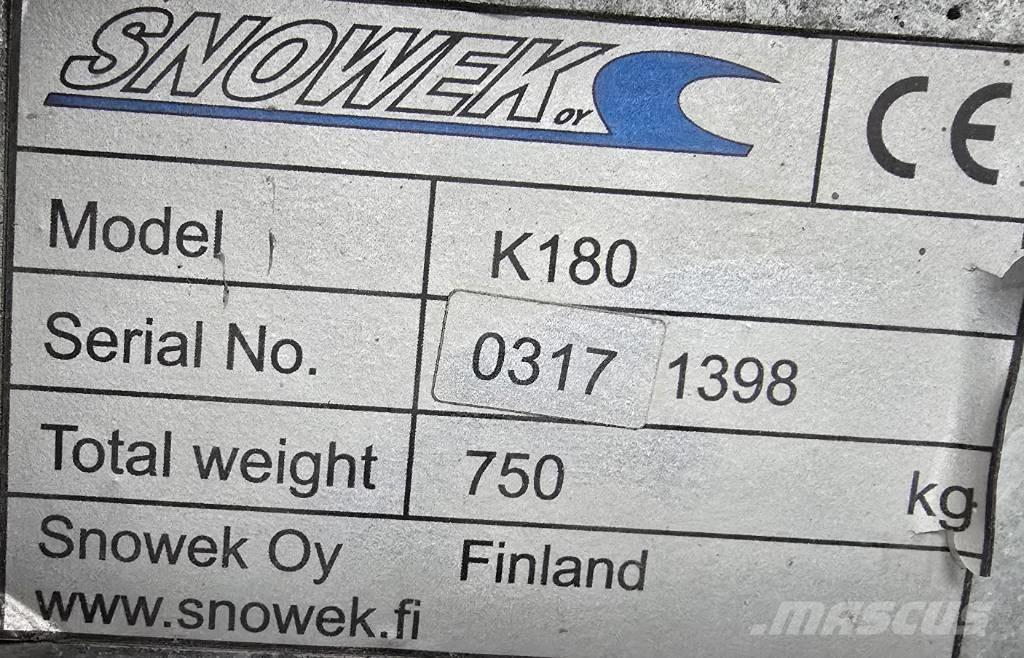 SNOWEK OY
CE
Model K180
Serial No. 0317 1398
Total weight 750 kg
Snowek Oy Finland
www.snowek.fi
.MASCUS